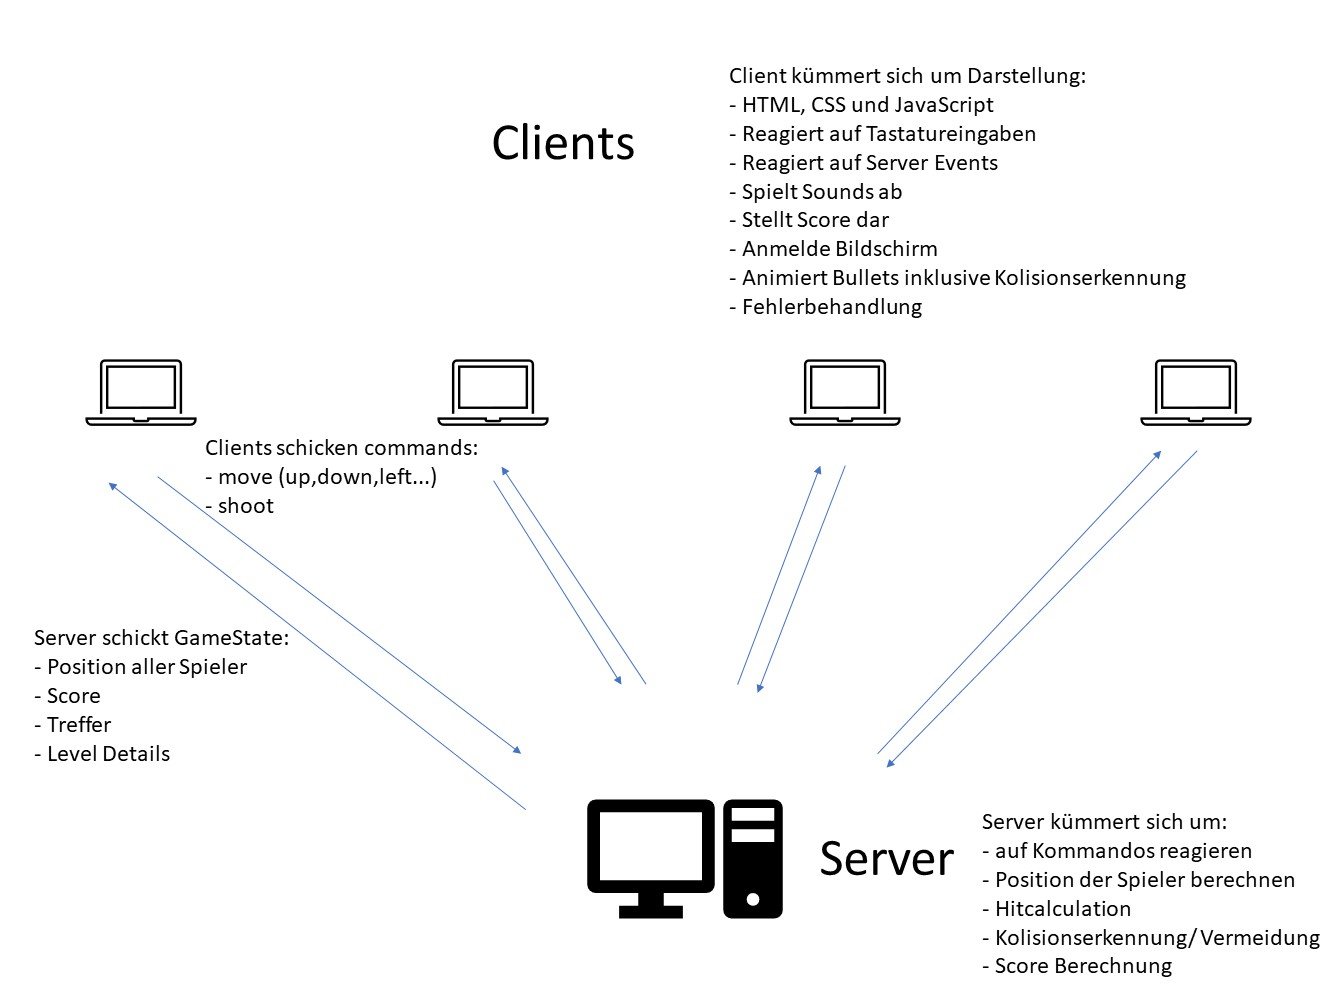 Clients
Client kümmert sich um Darstellung:
- HTML, CSS und JavaScript
- Reagiert auf Tastatureingaben
- Reagiert auf Server Events
- Spielt Sounds ab
- Stellt Score dar
- Anmelde Bildschirm
- Animiert Bullets inklusive Kolisionserkennung
- Fehlerbehandlung
Clients schicken commands:
- move (up,down,left...)
- shoot
Server schickt GameState:
- Position aller Spieler
- Score
- Treffer
- Level Details
Server
Server kümmert sich um:
- auf Kommandos reagieren
- Position der Spieler berechnen
- Hitcalculation
- Kolisionserkennung/Vermeidung
- Score Berechnung